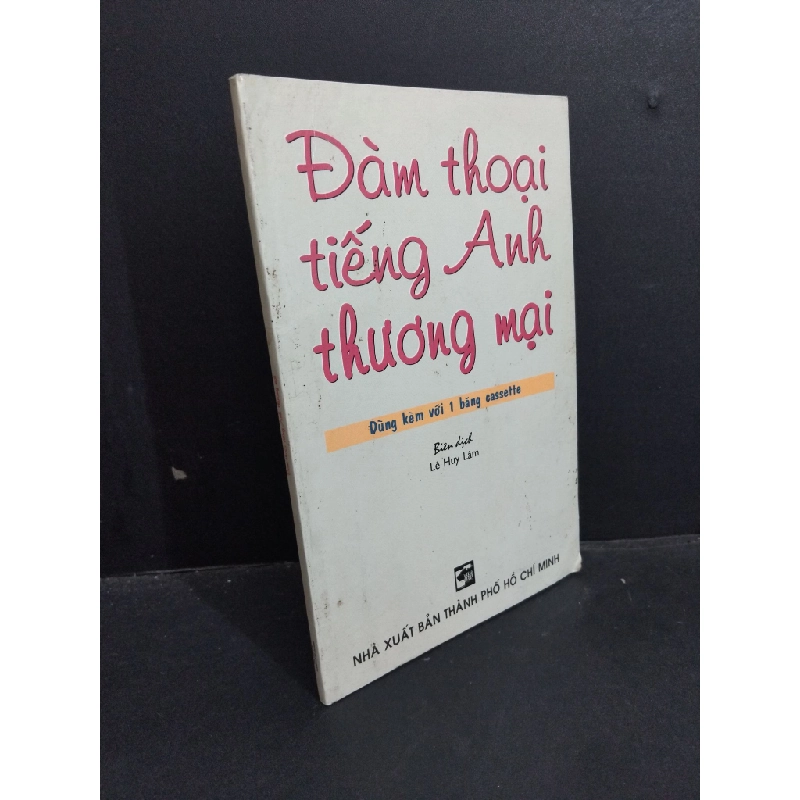 Đàm thoại
tiếng Anh
thương mại
Dùng kèm với 1 băng cassette
Biên dịch
Lê Huy Lâm
NHÀ XUẤT BẢN THÀNH PHỐ HỒ CHÍ MINH